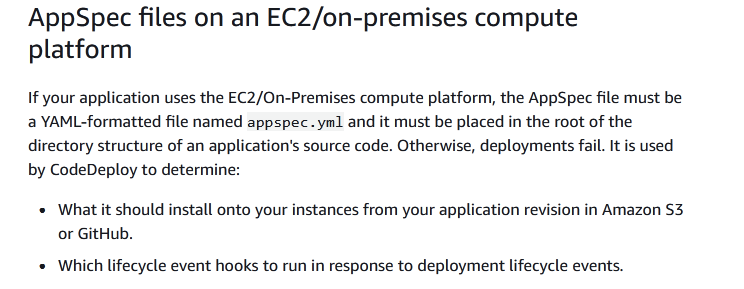 AppSpec files on an EC2/on-premises compute
platform
If your application uses the EC2/On-Premises compute platform, the AppSpec file must be
a YAML-formatted file named appspec.yml and it must be placed in the root of the
directory structure of an application's source code. Otherwise, deployments fail. It is used
by CodeDeploy to determine:
• What it should install onto your instances from your application revision in Amazon S3
or GitHub.
• Which lifecycle event hooks to run in response to deployment lifecycle events.